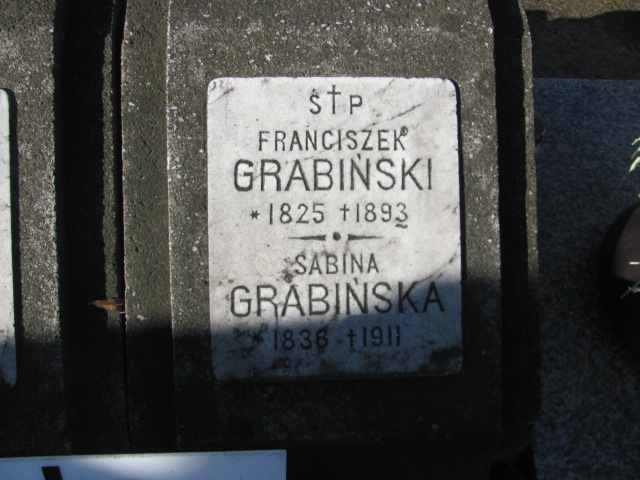 Ś†P
FRANCISZEK
GRABIŃSKI
* 1825 † 1893
SABINA
GRABIŃSKA
* 1836 † 1911